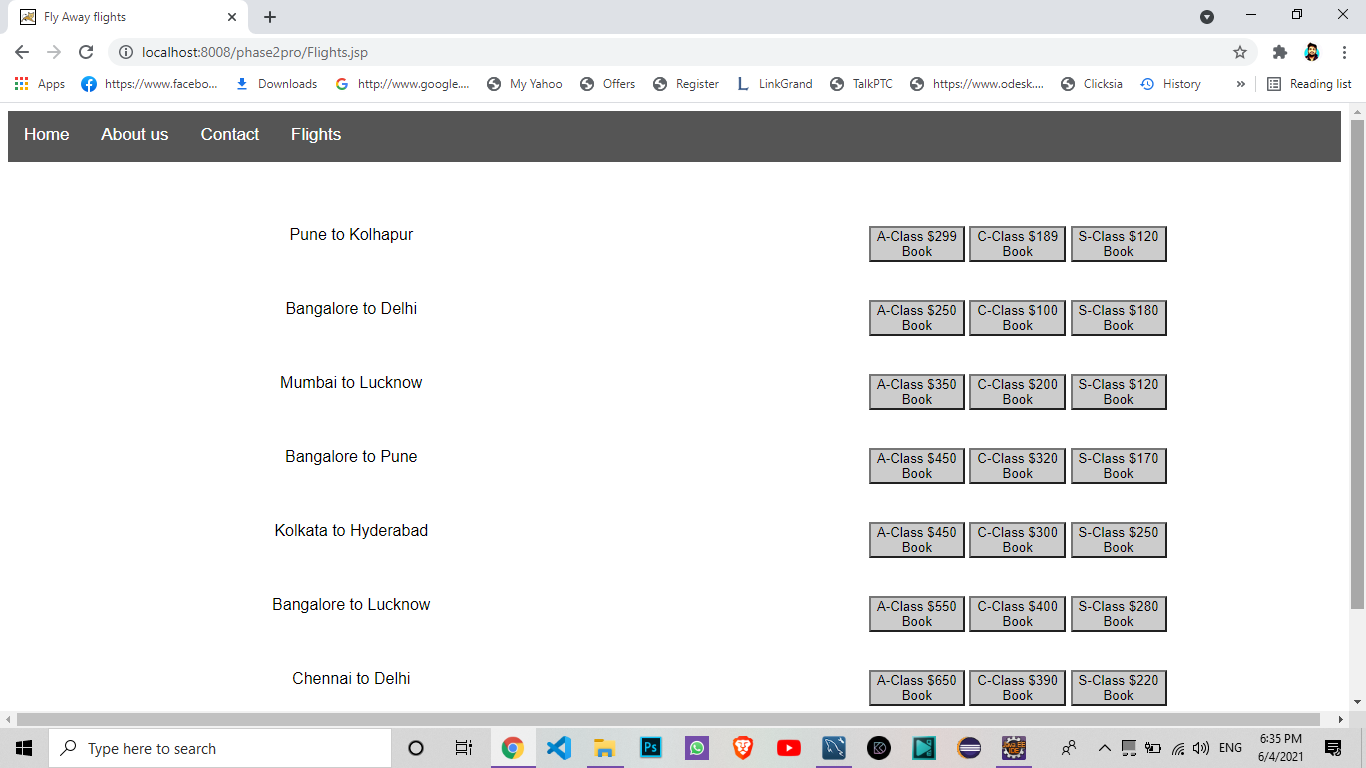 Fly Away flights
localhost:8008/phase2pro/Flights.jsp
Apps https://www.facebo... Downloads http://www.google.... My Yahoo Offers Register LinkGrand TalkPTC https://www.odesk.... Clicksia History » Reading list
Home About us Contact Flights
Pune to Kolhapur A-Class $299 Book C-Class $189 Book S-Class $120 Book
Bangalore to Delhi A-Class $250 Book C-Class $100 Book S-Class $180 Book
Mumbai to Lucknow A-Class $350 Book C-Class $200 Book S-Class $120 Book
Bangalore to Pune A-Class $450 Book C-Class $320 Book S-Class $170 Book
Kolkata to Hyderabad A-Class $450 Book C-Class $300 Book S-Class $250 Book
Bangalore to Lucknow A-Class $550 Book C-Class $400 Book S-Class $280 Book
Chennai to Delhi A-Class $650 Book C-Class $390 Book S-Class $220 Book
Type here to search Ps ENG 6:35 PM
6/4/2021